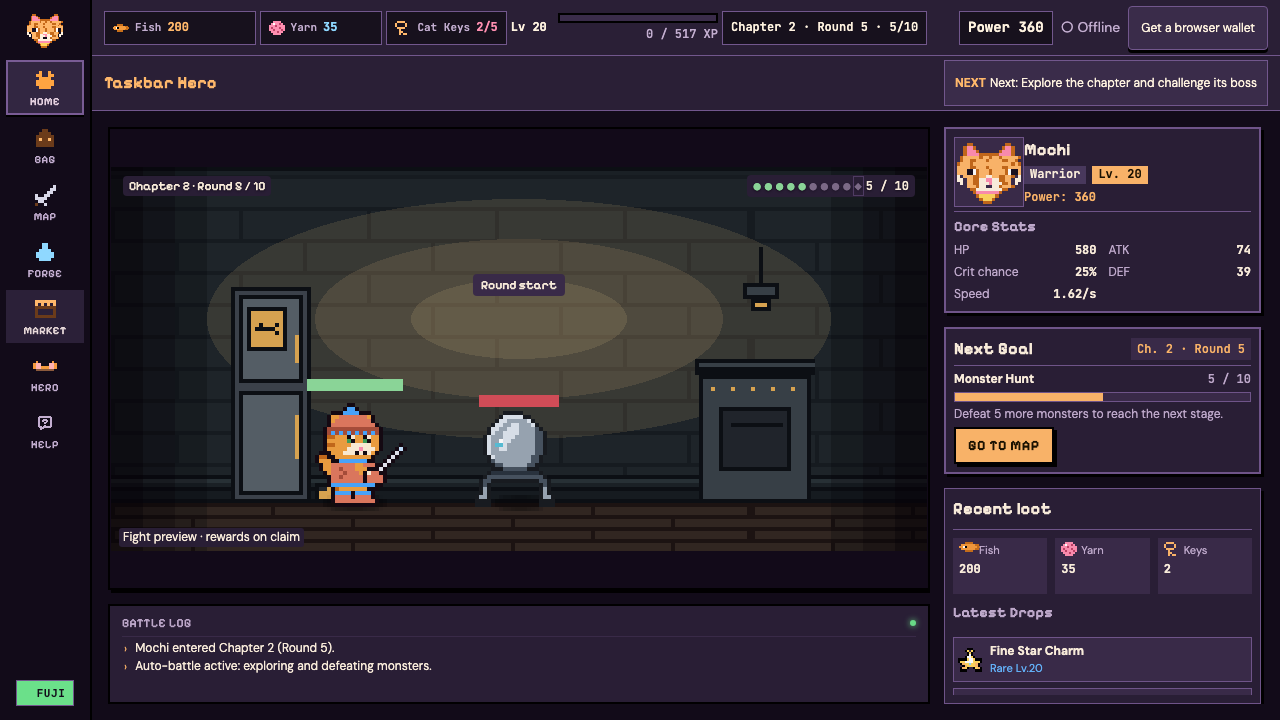 Fish 200
Yarn 35
Cat Keys 2/5
Lv 20
0 / 517 XP
Chapter 2 · Round 5 · 5/10
Power 360
Offline
Get a browser wallet
HOME
BAG
MAP
FORGE
MARKET
HERO
HELP
FUJI
Taskbar Hero
NEXT Next: Explore the chapter and challenge its boss
Chapter 2 · Round 5 / 10
5 / 10
Round start
Fight preview · rewards on claim
BATTLE LOG
› Mochi entered Chapter 2 (Round 5).
› Auto-battle active: exploring and defeating monsters.
Mochi
Warrior Lv. 20
Power: 360
Core Stats
HP 580 ATK 74
Crit chance 25% DEF 39
Speed 1.62/s
Next Goal
Ch. 2 · Round 5
Monster Hunt 5 / 10
Defeat 5 more monsters to reach the next stage.
GO TO MAP
Recent loot
Fish
200
Yarn
35
Keys
2
Latest Drops
Fine Star Charm
Rare Lv.20